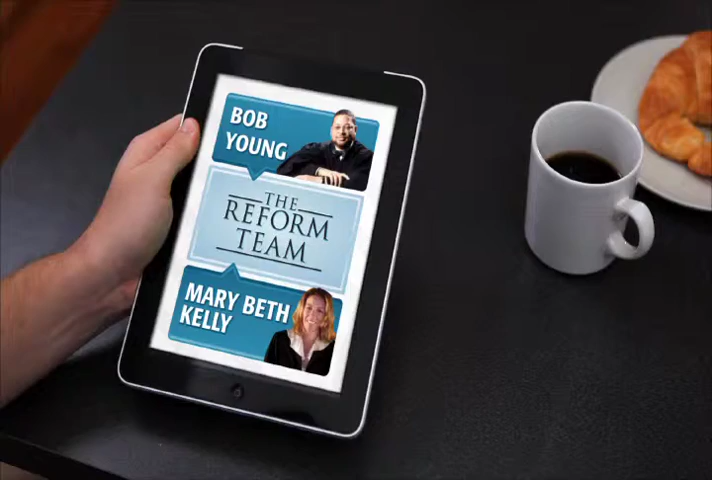 BOB
YOUNG
THE
REFORM
TEAM
MARY BETH
KELLY